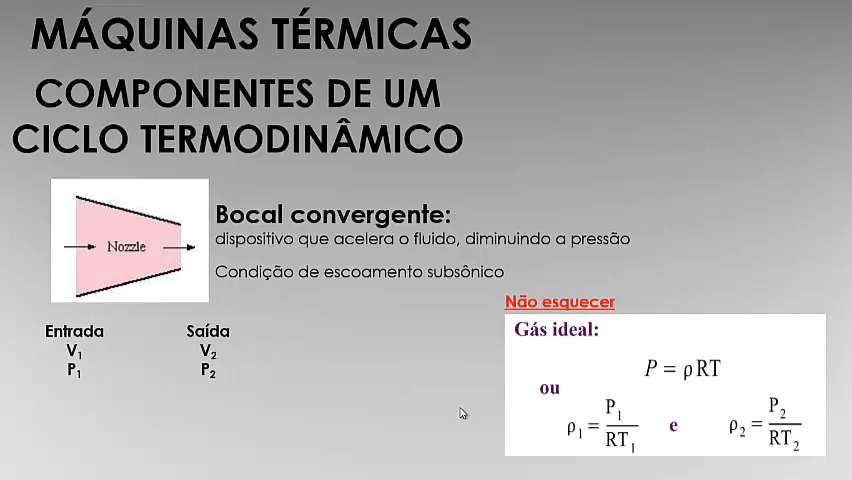 MÁQUINAS TÉRMICAS
COMPONENTES DE UM
CICLO TERMODINÂMICO
Nozzle
Bocal convergente:
dispositivo que acelera o fluido, diminuindo a pressão
Condição de escoamento subsônico
Entrada Saída
V₁ V₂
P₁ P₂
Não esquecer
Gás ideal:
P = ρ RT
ou
ρ₁ = P₁/RT₁ e ρ₂ = P₂/RT₂